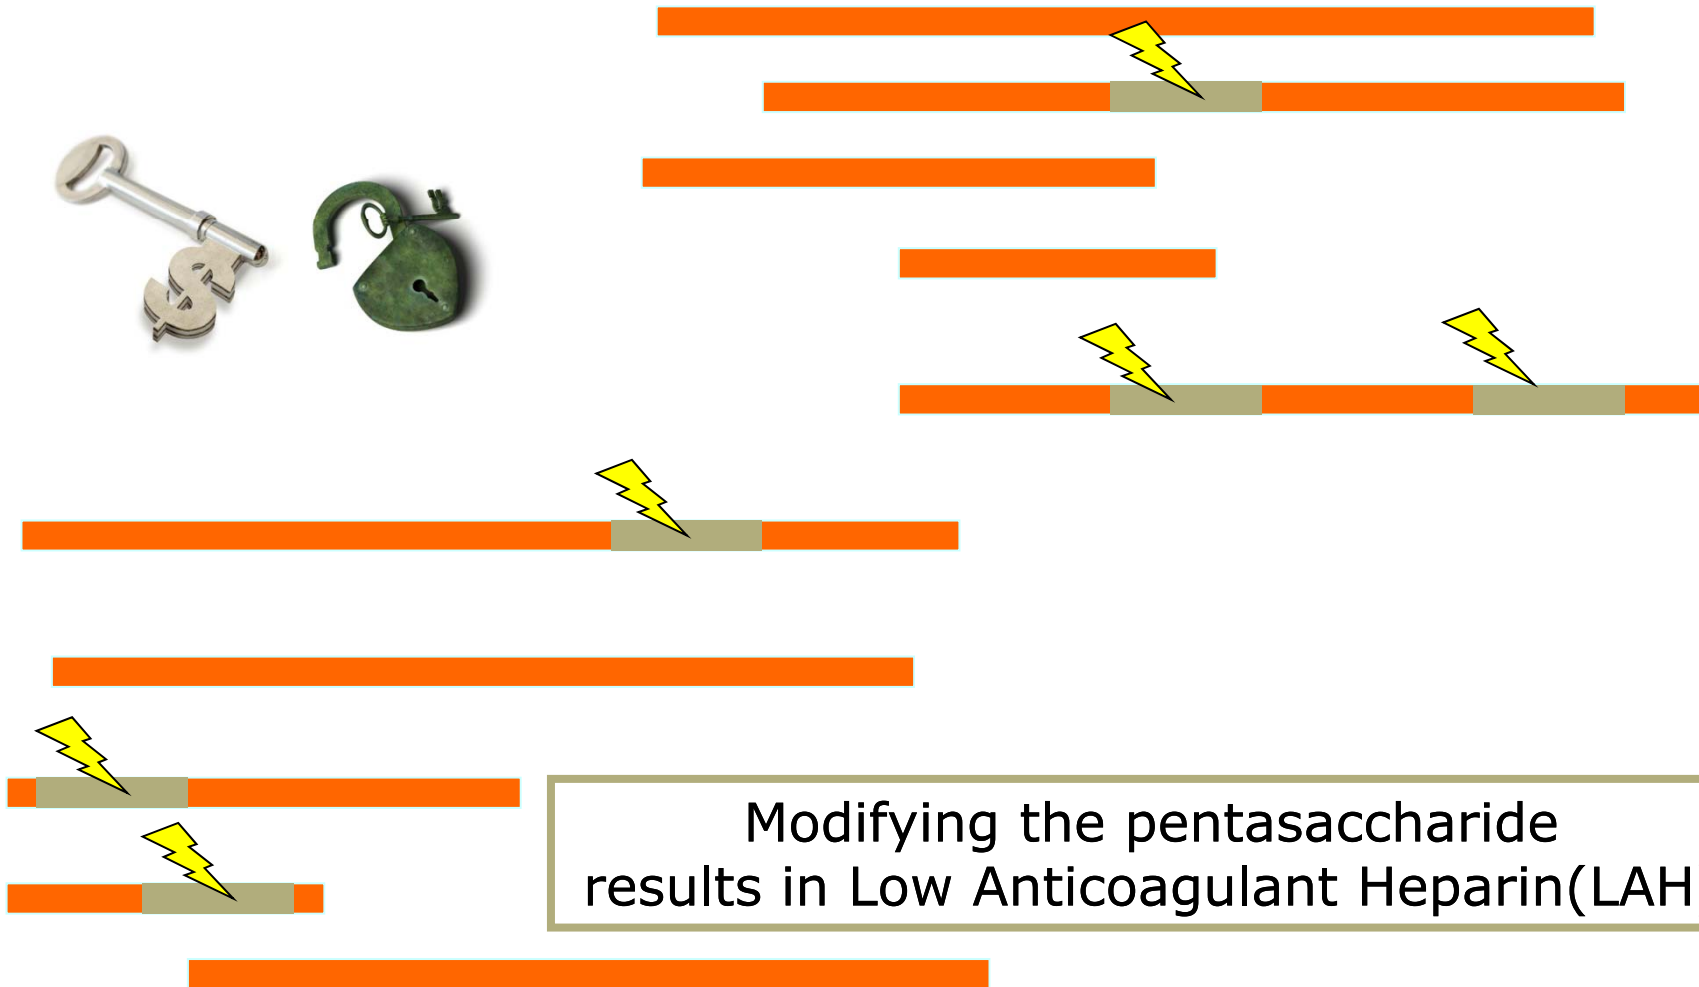 Modifying the pentasaccharide
results in Low Anticoagulant Heparin(LAH